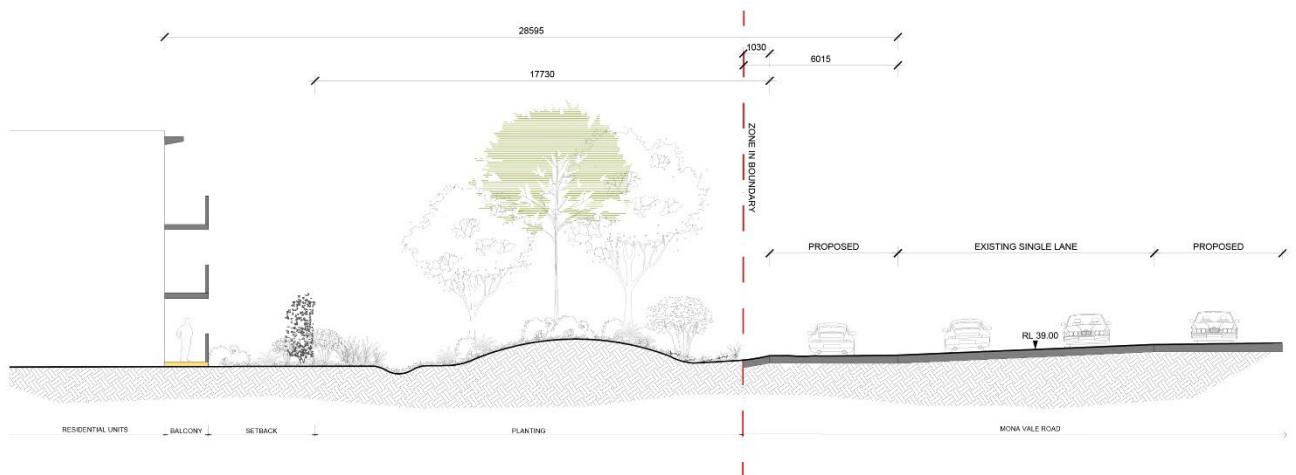 28595
1030
6015
17730
ZONE IN BOUNDARY
PROPOSED
EXISTING SINGLE LANE
PROPOSED
RL 39.00
RESIDENTIAL UNITS
BALCONY
SETBACK
PLANTING
MONA VALE ROAD